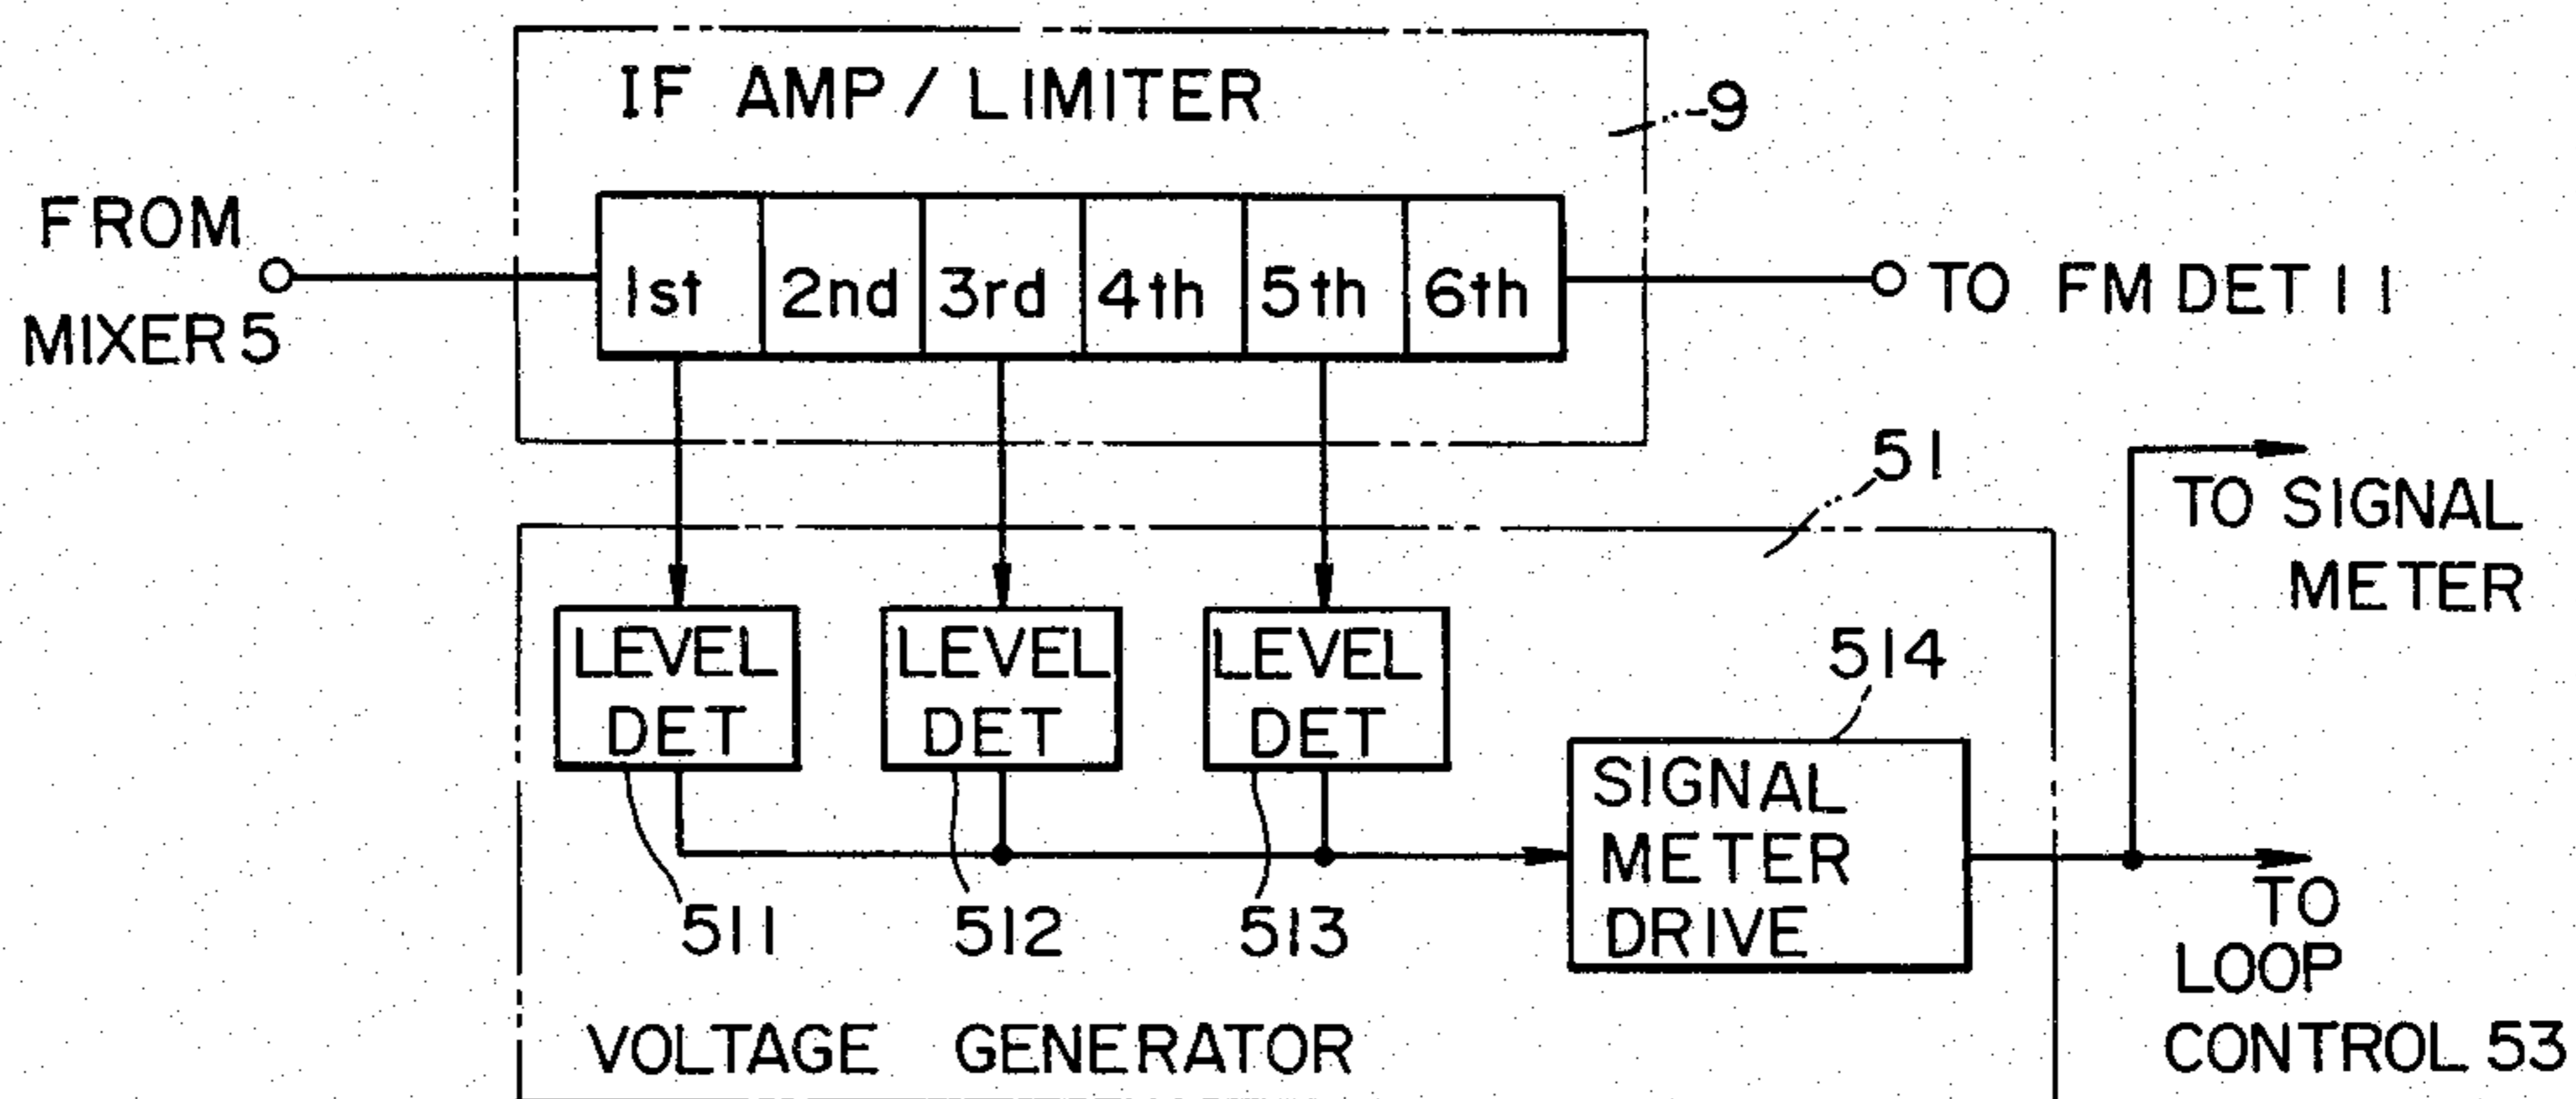 IF AMP / LIMITER
9
FROM
MIXER 5
1st 2nd 3rd 4th 5th 6th
TO FM DET 11
51
TO SIGNAL
METER
LEVEL
DET
LEVEL
DET
LEVEL
DET
514
SIGNAL
METER
DRIVE
511
512
513
TO
LOOP
CONTROL 53
VOLTAGE GENERATOR